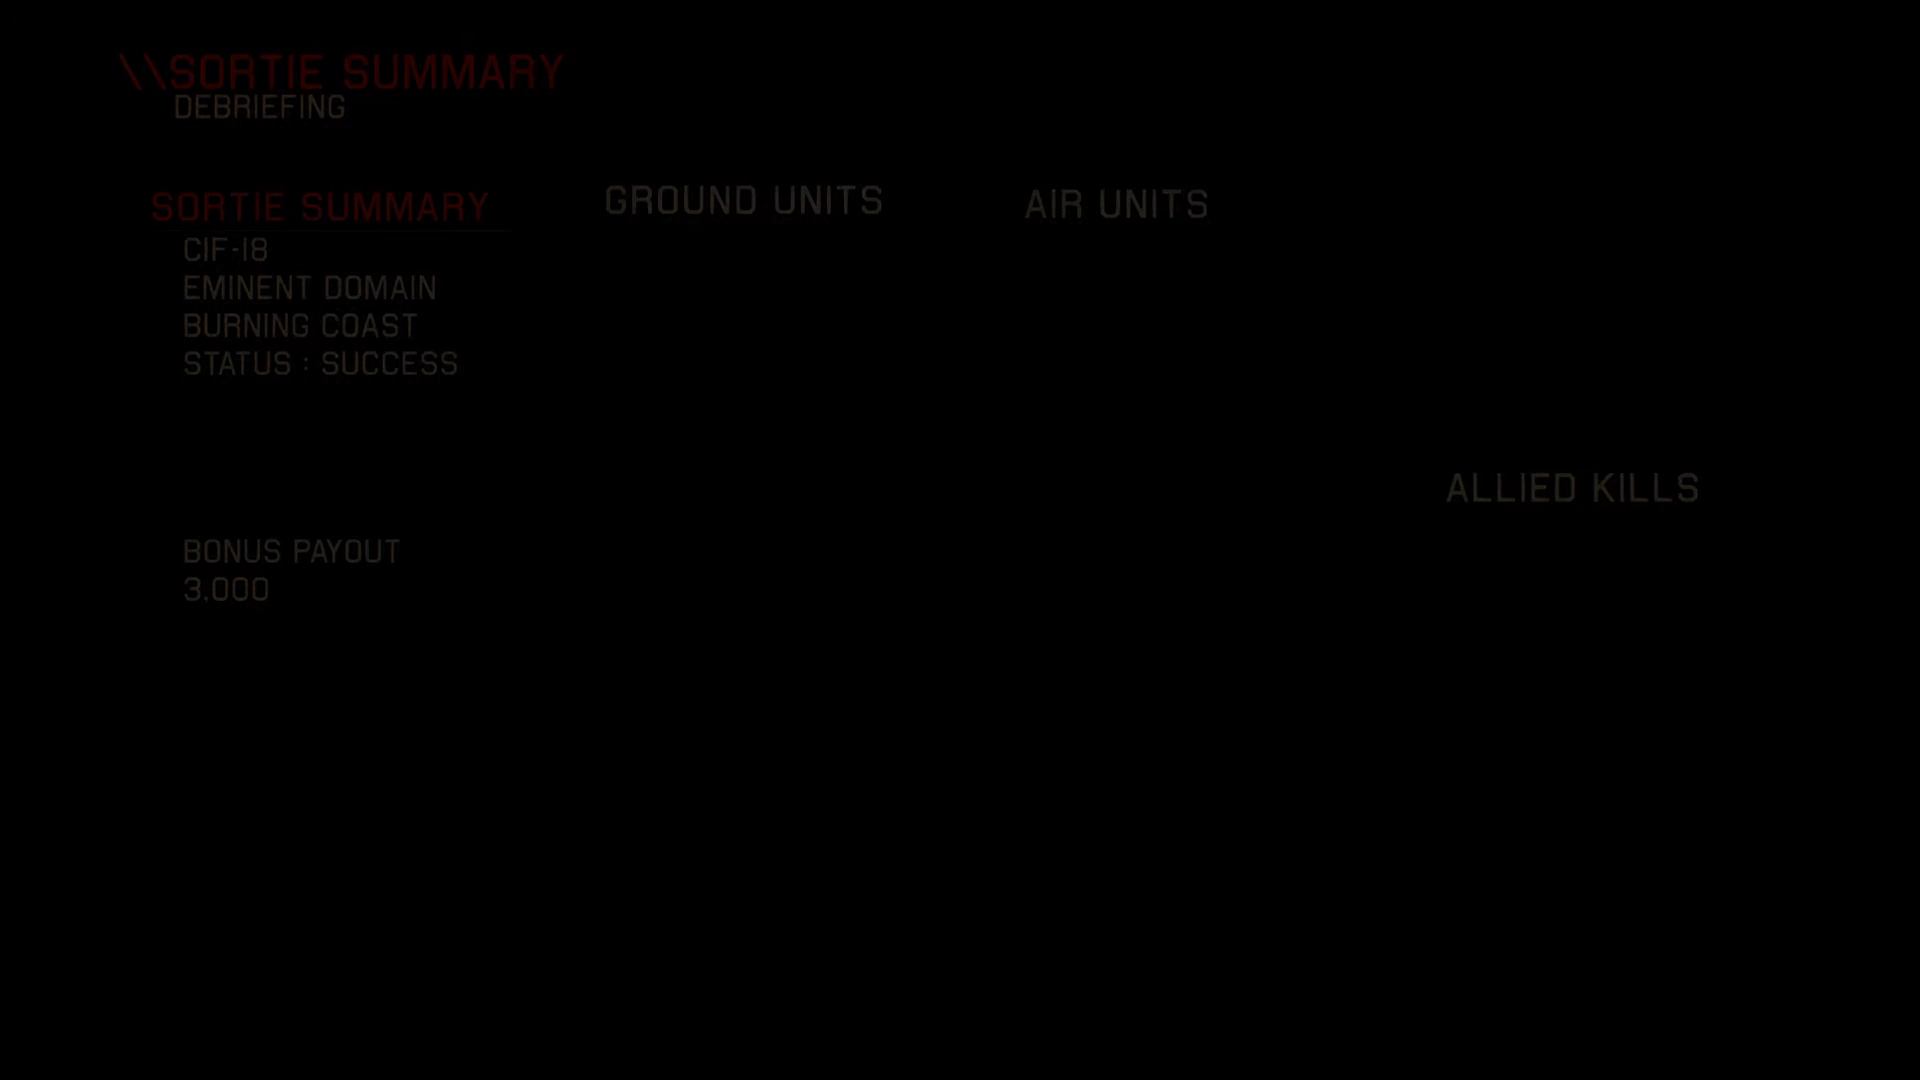 \\SORTIE SUMMARY
DEBRIEFING
SORTIE SUMMARY
CIF-18
EMINENT DOMAIN
BURNING COAST
STATUS : SUCCESS
BONUS PAYOUT
3,000
GROUND UNITS
AIR UNITS
ALLIED KILLS